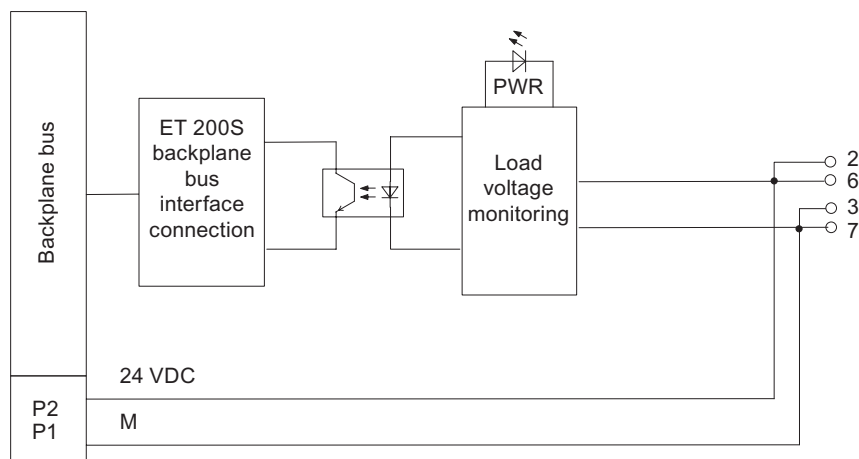 Backplane bus
ET 200S
backplane
bus
interface
connection
PWR
Load
voltage
monitoring
2
6
3
7
24 VDC
P2
M
P1